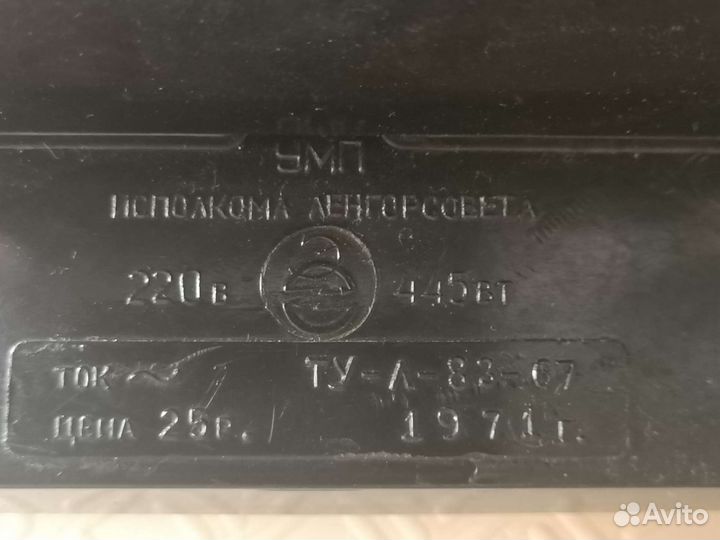 УМП
ИСПОЛКОМА ЛЕНГОРСОВЕТА
220В 445ВТ
ТОК ~ ТУ-Л-83-67
ЦЕНА 25Р. 1971Г.
Avito